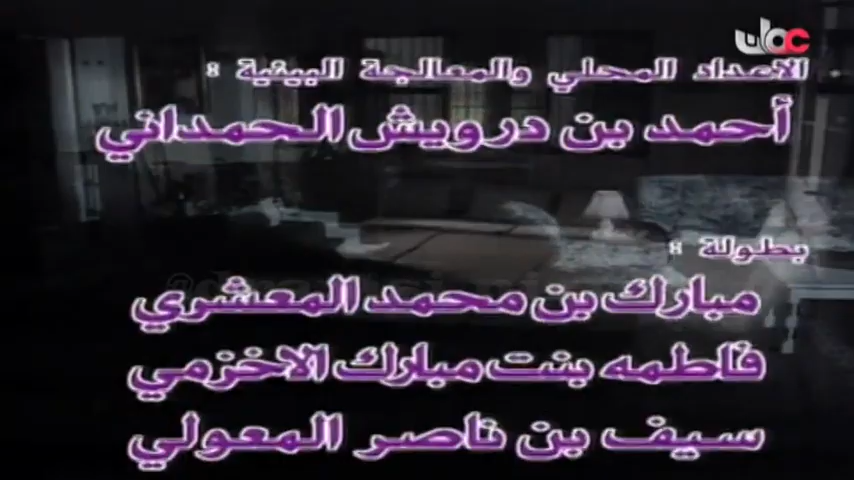 الاعداد المحلي والمعالجة البيئية :
أحمد بن درويش الحمداني
بطولة :
مبارك بن محمد المعشري
فاطمه بنت مبارك الاخزمي
سيف بن ناصر المعولي